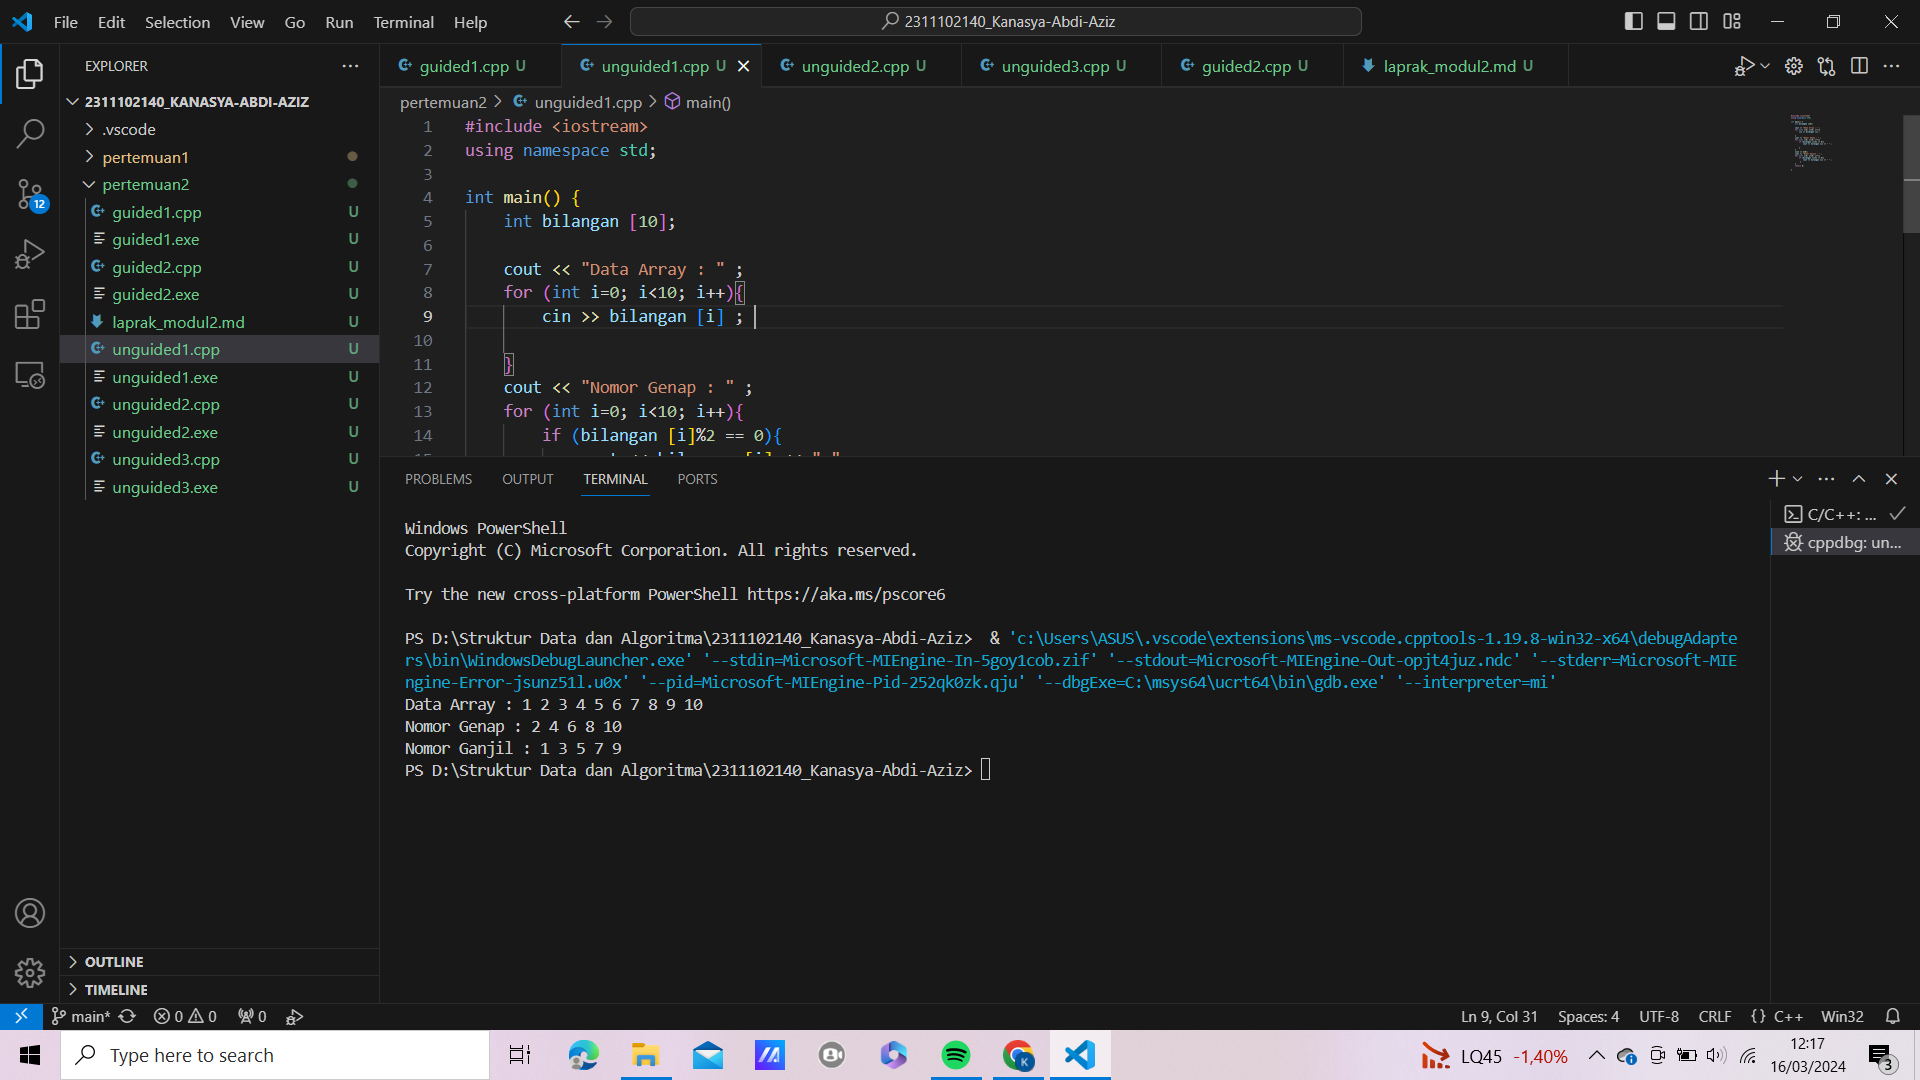 File Edit Selection View Go Run Terminal Help
2311102140_Kanasya-Abdi-Aziz
EXPLORER
2311102140_KANASYA-ABDI-AZIZ
.vscode
pertemuan1
pertemuan2
guided1.cpp U
guided1.exe U
guided2.cpp U
guided2.exe U
laprak_modul2.md U
unguided1.cpp U
unguided1.exe U
unguided2.cpp U
unguided2.exe U
unguided3.cpp U
unguided3.exe U
OUTLINE
TIMELINE
12
guided1.cpp U unguided1.cpp U unguided2.cpp U unguided3.cpp U guided2.cpp U laprak_modul2.md U
pertemuan2 > unguided1.cpp > main()
1 #include <iostream>
2 using namespace std;
3
4 int main() {
5 int bilangan [10];
6
7 cout << "Data Array : " ;
8 for (int i=0; i<10; i++){
9 cin >> bilangan [i] ;
10
11 }
12 cout << "Nomor Genap : " ;
13 for (int i=0; i<10; i++){
14 if (bilangan [i]%2 == 0){
PROBLEMS OUTPUT TERMINAL PORTS
Windows PowerShell
Copyright (C) Microsoft Corporation. All rights reserved.
Try the new cross-platform PowerShell https://aka.ms/pscore6
PS D:\Struktur Data dan Algoritma\2311102140_Kanasya-Abdi-Aziz>  & 'c:\Users\ASUS\.vscode\extensions\ms-vscode.cpptools-1.19.8-win32-x64\debugAdapte
rs\bin\WindowsDebugLauncher.exe' '--stdin=Microsoft-MIEngine-In-5goy1cob.zif' '--stdout=Microsoft-MIEngine-Out-opjt4juz.ndc' '--stderr=Microsoft-MIE
ngine-Error-jsunz51l.u0x' '--pid=Microsoft-MIEngine-Pid-252qk0zk.qju' '--dbgExe=C:\msys64\ucrt64\bin\gdb.exe' '--interpreter=mi'
Data Array : 1 2 3 4 5 6 7 8 9 10
Nomor Genap : 2 4 6 8 10
Nomor Ganjil : 1 3 5 7 9
PS D:\Struktur Data dan Algoritma\2311102140_Kanasya-Abdi-Aziz>
C/C++: ...
cppdbg: un...
main* 0 0 0 Ln 9, Col 31 Spaces: 4 UTF-8 CRLF {} C++ Win32
Type here to search
LQ45 -1,40%
12:17
16/03/2024
3